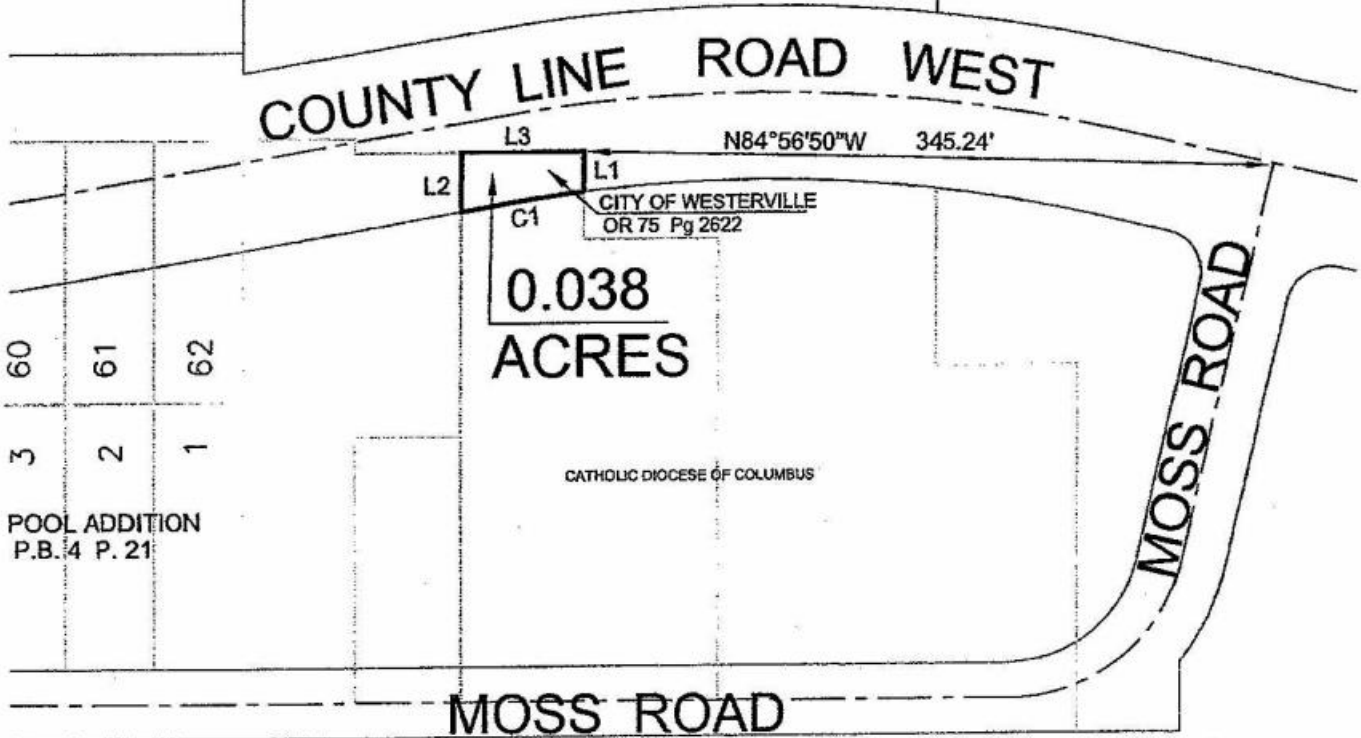 COUNTY LINE ROAD WEST
L3
N84°56'50"W 345.24'
L2
L1
CITY OF WESTERVILLE
OR 75 Pg 2622
C1
0.038
ACRES
60
61
62
3
2
1
CATHOLIC DIOCESE OF COLUMBUS
POOL ADDITION
P.B. 4 P. 21
MOSS ROAD
MOSS ROAD